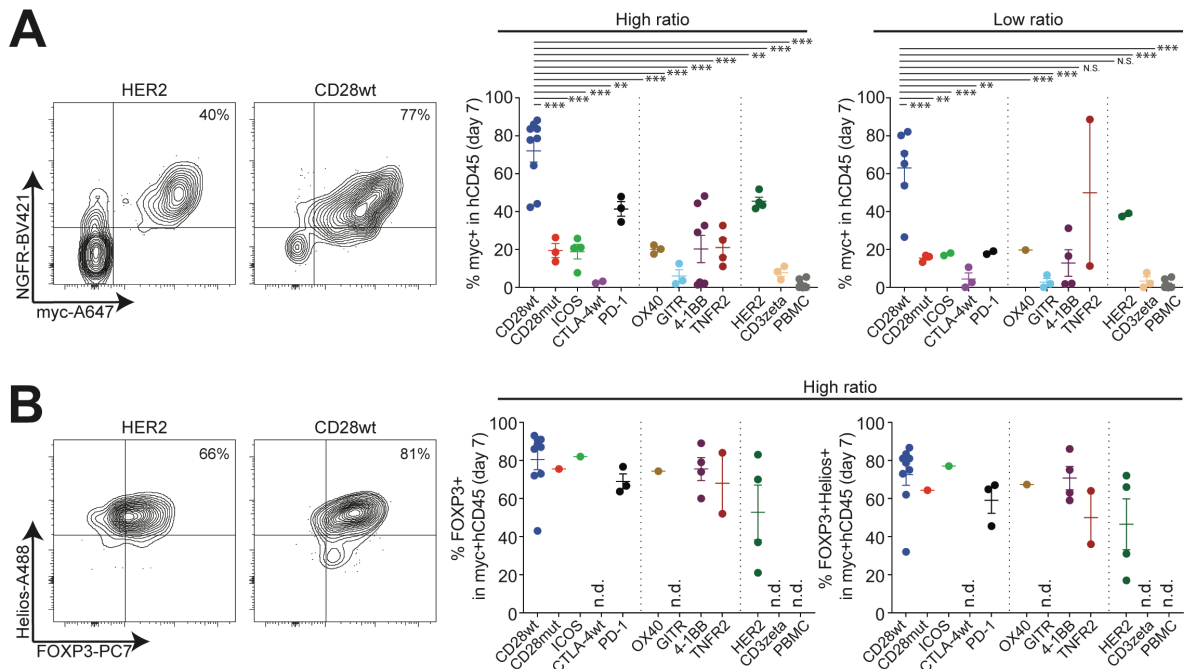 A
High ratio
Low ratio
HER2
CD28wt
40%
77%
NGFR-BV421
myc-A647
***
***
**
***
***
***
***
**
***
***
***
% myc+ in hCD45 (day 7)
100
80
60
40
20
0
CD28wt
CD28mut
ICOS
CTLA-4wt
PD-1
OX40
GITR
4-1BB
TNFR2
HER2
CD3zeta
PBMC
***
***
N.S.
N.S.
***
***
**
***
**
***
% myc+ in hCD45 (day 7)
100
80
60
40
20
0
CD28wt
CD28mut
ICOS
CTLA-4wt
PD-1
OX40
GITR
4-1BB
TNFR2
HER2
CD3zeta
PBMC
B
High ratio
HER2
CD28wt
66%
81%
Helios-A488
FOXP3-PC7
% FOXP3+
in myc+hCD45 (day 7)
100
80
60
40
20
0
n.d.
n.d.
n.d.
n.d.
CD28wt
CD28mut
ICOS
CTLA-4wt
PD-1
OX40
GITR
4-1BB
TNFR2
HER2
CD3zeta
PBMC
% FOXP3+Helios+
in myc+hCD45 (day 7)
100
80
60
40
20
0
n.d.
n.d.
n.d.
n.d.
CD28wt
CD28mut
ICOS
CTLA-4wt
PD-1
OX40
GITR
4-1BB
TNFR2
HER2
CD3zeta
PBMC